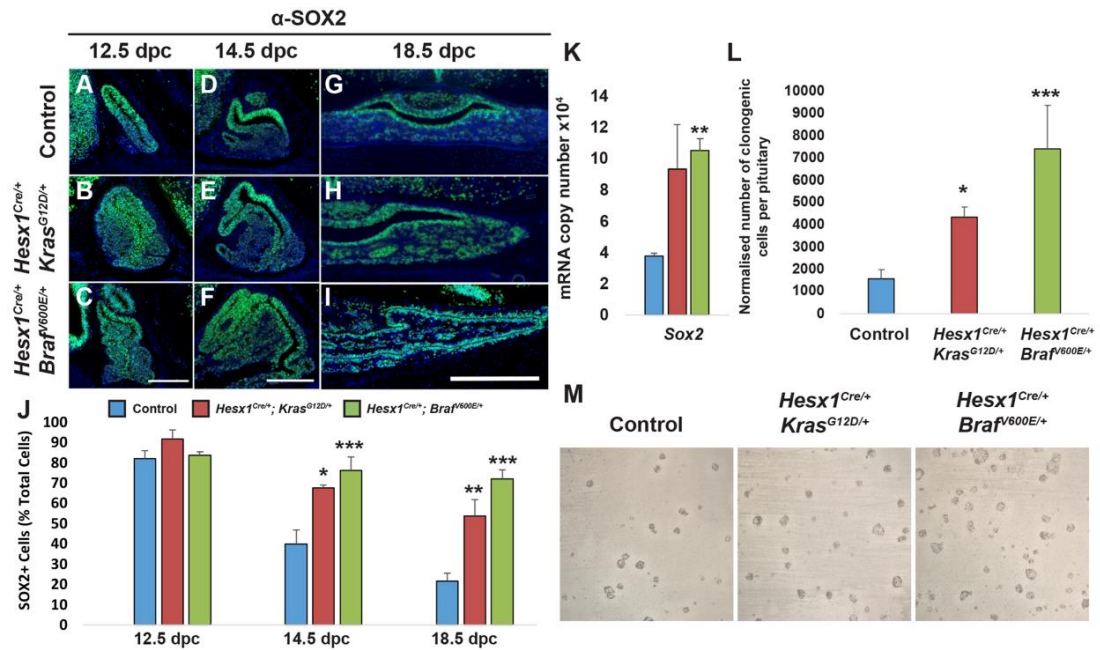 α-SOX2
12.5 dpc
14.5 dpc
18.5 dpc
Control
Hesx1Cre/+
KrasG12D/+
Hesx1Cre/+
BrafV600E/+
A
D
G
B
E
H
C
F
I
K
mRNA copy number x10⁴
14
12
10
8
6
4
2
0
**
Sox2
L
Normalised number of clonogenic
cells per pituitary
10000
9000
8000
7000
6000
5000
4000
3000
2000
1000
0
*
***
Control
Hesx1Cre/+
KrasG12D/+
Hesx1Cre/+
BrafV600E/+
J
Control
Hesx1Cre/+; KrasG12D/+
Hesx1Cre/+; BrafV600E/+
SOX2+ Cells (% Total Cells)
100
90
80
70
60
50
40
30
20
10
0
*
***
**
***
12.5 dpc
14.5 dpc
18.5 dpc
M
Control
Hesx1Cre/+
KrasG12D/+
Hesx1Cre/+
BrafV600E/+